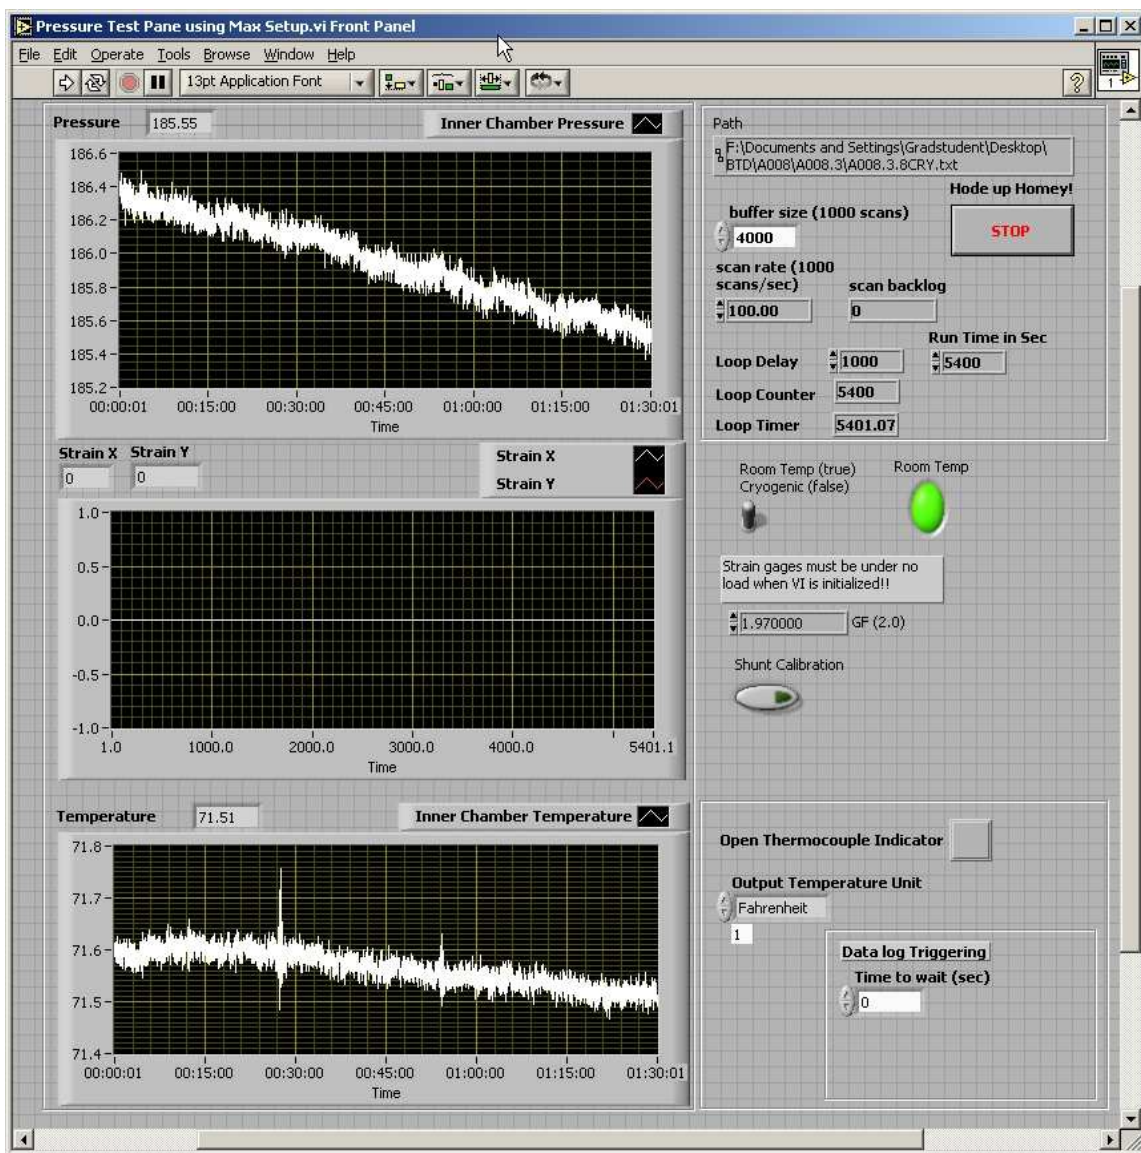 Pressure Test Pane using Max Setup.vi Front Panel
File Edit Operate Tools Browse Window Help
13pt Application Font
?
1
Pressure 185.55 Inner Chamber Pressure
186.6
186.4
186.2
186.0
185.8
185.6
185.4
185.2
00:00:01 00:15:00 00:30:00 00:45:00 01:00:00 01:15:00 01:30:01
Time
Strain X Strain Y
0 0
Strain X
Strain Y
1.0
0.5
0.0
-0.5
-1.0
1.0 1000.0 2000.0 3000.0 4000.0 5401.1
Time
Temperature 71.51 Inner Chamber Temperature
71.8
71.7
71.6
71.5
71.4
00:00:01 00:15:00 00:30:00 00:45:00 01:00:00 01:15:00 01:30:01
Time
Path
F:\Documents and Settings\Gradstudent\Desktop\
BTD\A008\A008.3\A008.3.8CRY.txt
Hode up Homey!
STOP
buffer size (1000 scans)
4000
scan rate (1000
scans/sec)
100.00
scan backlog
0
Run Time in Sec
5400
Loop Delay 1000
Loop Counter 5400
Loop Timer 5401.07
Room Temp (true)
Cryogenic (false)
Room Temp
Strain gages must be under no
load when VI is initialized!!
1.970000 GF (2.0)
Shunt Calibration
Open Thermocouple Indicator
Output Temperature Unit
Fahrenheit
1
Data log Triggering
Time to wait (sec)
0